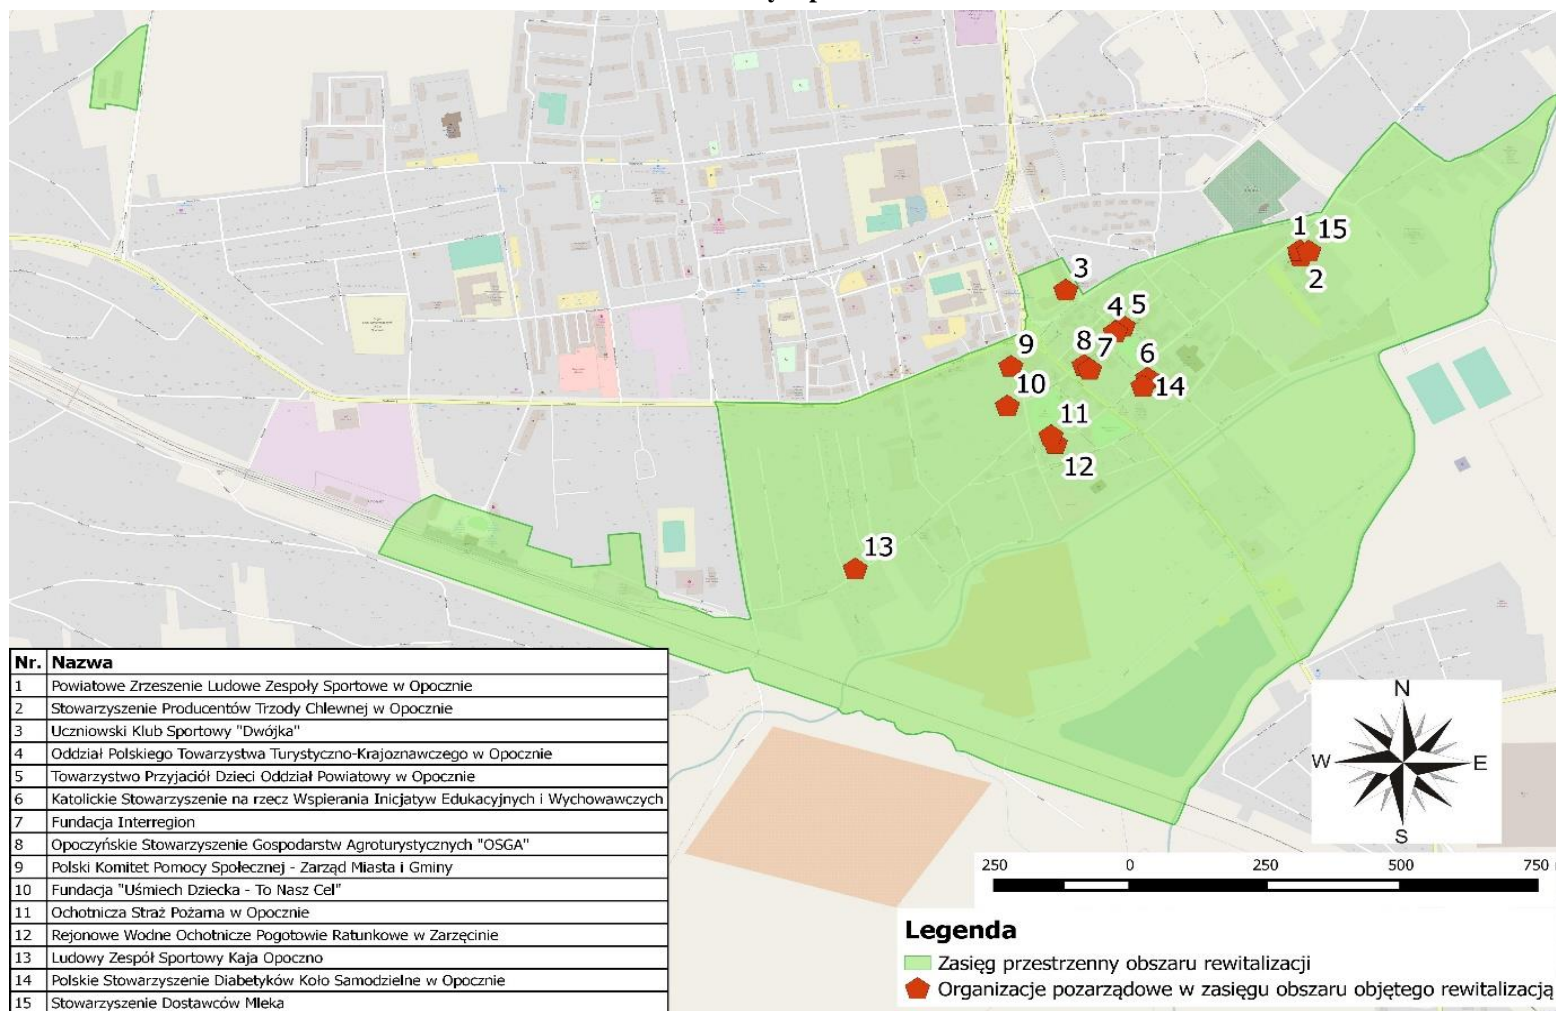 1 15
2
3
4 5
8 7 6
14
9
10
11
12
13
Nr. Nazwa
1 Powiatowe Zrzeszenie Ludowe Zespoły Sportowe w Opocznie
2 Stowarzyszenie Producentów Trzody Chlewnej w Opocznie
3 Uczniowski Klub Sportowy "Dwójka"
4 Oddział Polskiego Towarzystwa Turystyczno-Krajoznawczego w Opocznie
5 Towarzystwo Przyjaciół Dzieci Oddział Powiatowy w Opocznie
6 Katolickie Stowarzyszenie na rzecz Wspierania Inicjatyw Edukacyjnych i Wychowawczych
7 Fundacja Interregion
8 Opoczyńskie Stowarzyszenie Gospodarstw Agroturystycznych "OSGA"
9 Polski Komitet Pomocy Społecznej - Zarząd Miasta i Gminy
10 Fundacja "Uśmiech Dziecka - To Nasz Cel"
11 Ochotnicza Straż Pożarna w Opocznie
12 Rejonowe Wodne Ochotnicze Pogotowie Ratunkowe w Zarzęcinie
13 Ludowy Zespół Sportowy Kaja Opoczno
14 Polskie Stowarzyszenie Diabetyków Koło Samodzielne w Opocznie
15 Stowarzyszenie Dostawców Mleka
N
W E
S
250 0 250 500 750
Legenda
Zasięg przestrzenny obszaru rewitalizacji
Organizacje pozarządowe w zasięgu obszaru objętego rewitalizacją